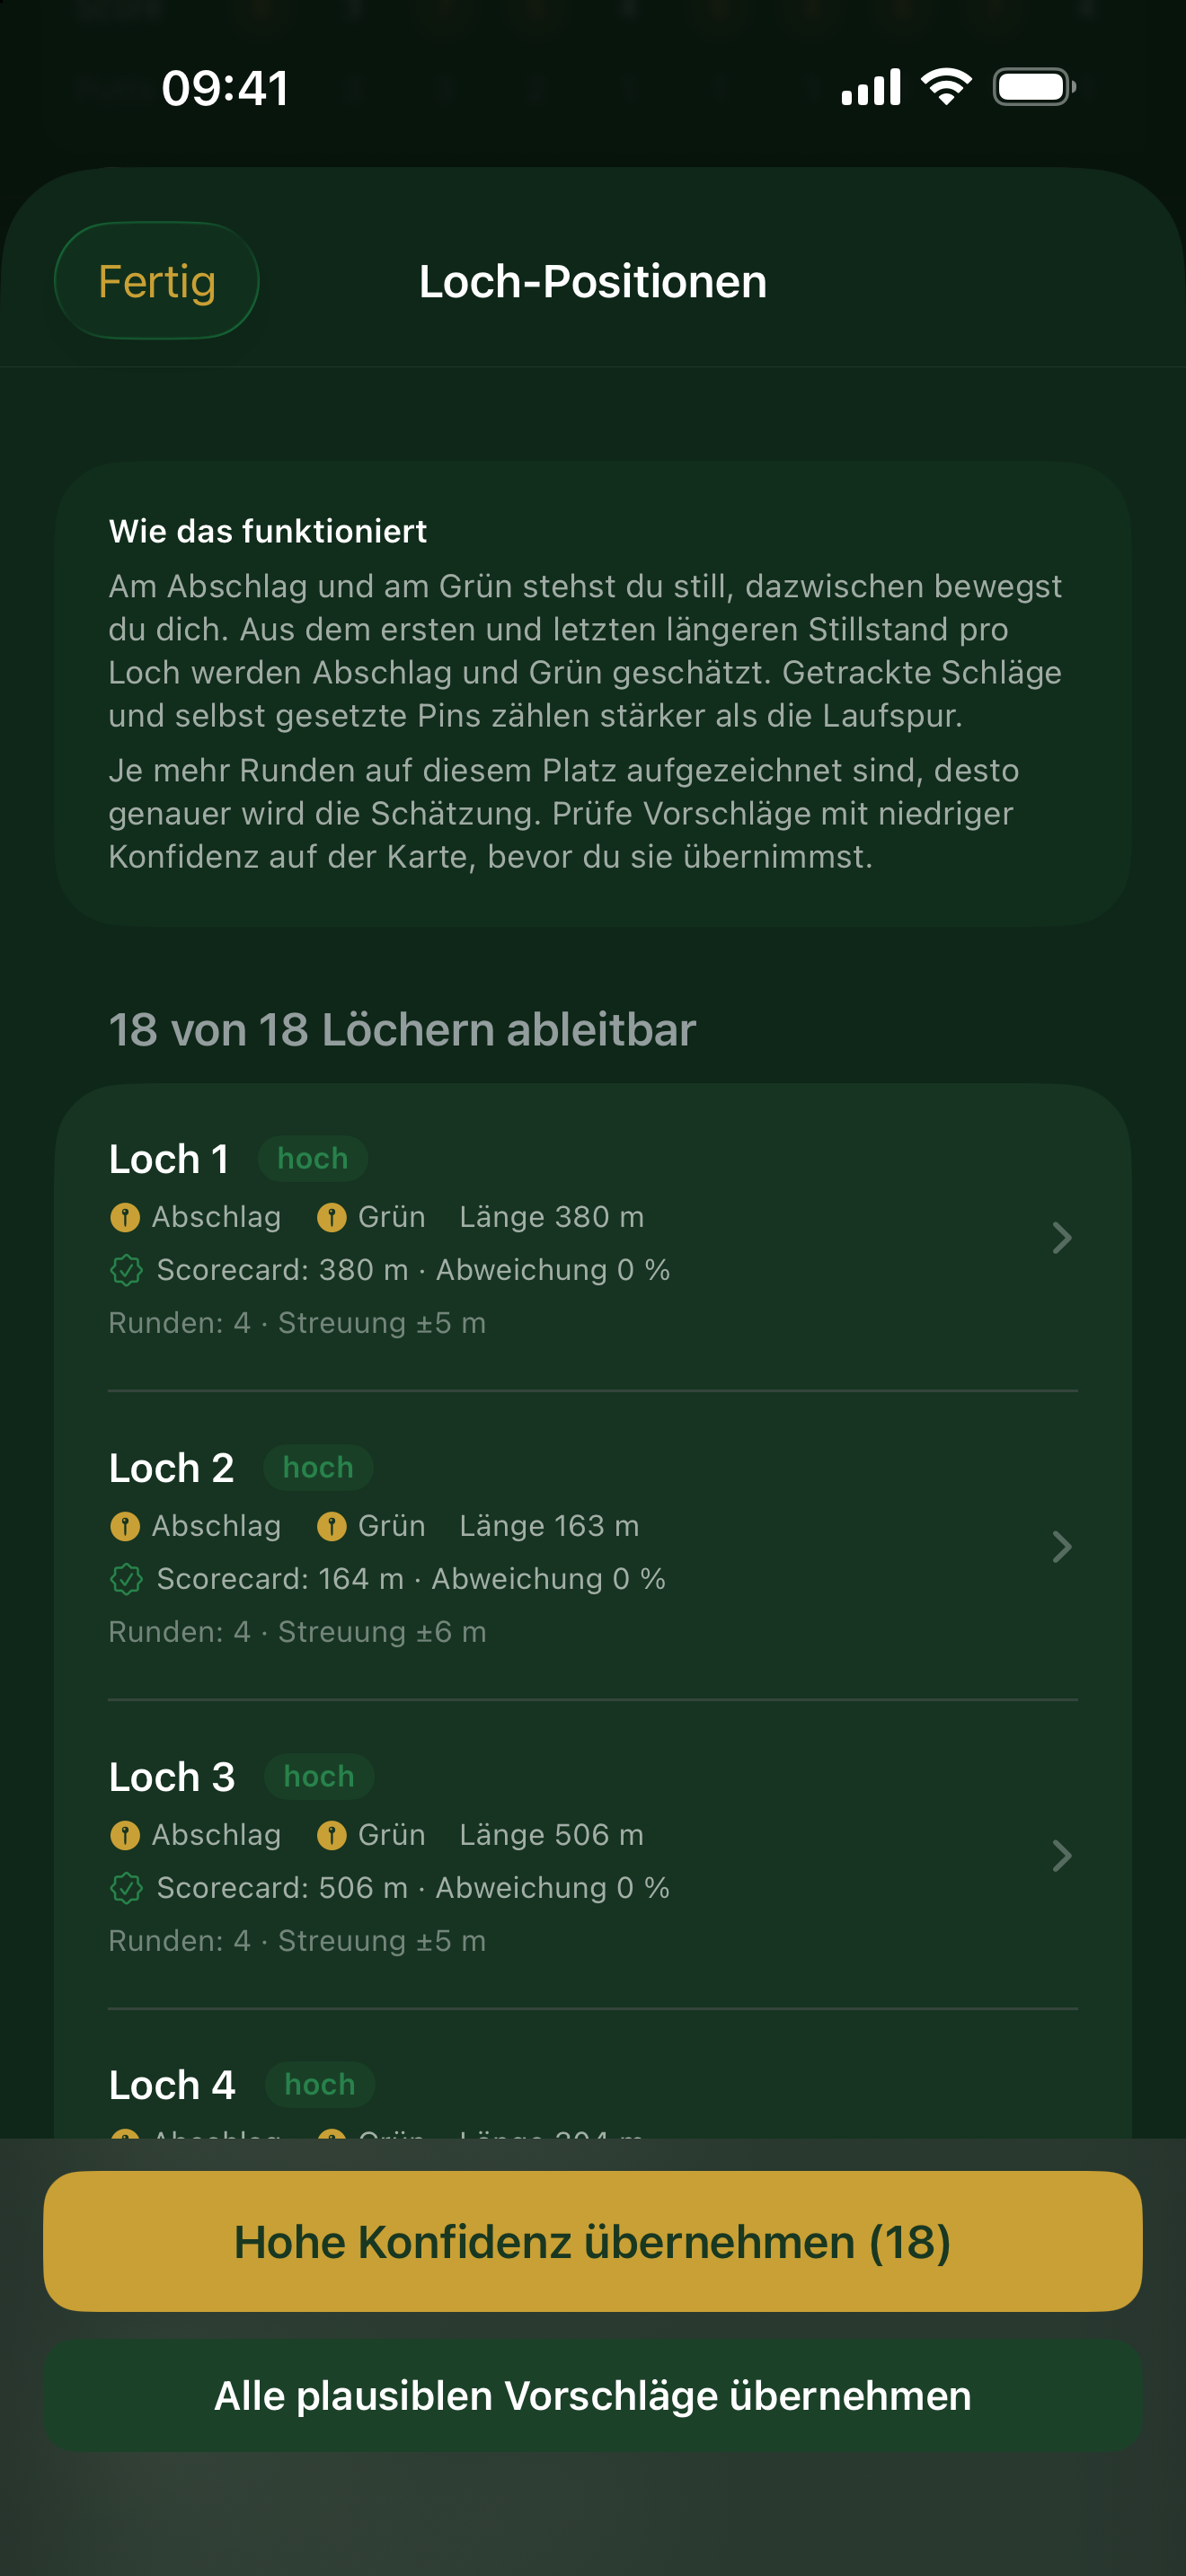 09:41
Fertig
Loch-Positionen
Wie das funktioniert
Am Abschlag und am Grün stehst du still, dazwischen bewegst
du dich. Aus dem ersten und letzten längeren Stillstand pro
Loch werden Abschlag und Grün geschätzt. Getrackte Schläge
und selbst gesetzte Pins zählen stärker als die Laufspur.
Je mehr Runden auf diesem Platz aufgezeichnet sind, desto
genauer wird die Schätzung. Prüfe Vorschläge mit niedriger
Konfidenz auf der Karte, bevor du sie übernimmst.
18 von 18 Löchern ableitbar
Loch 1 hoch
Abschlag Grün Länge 380 m
Scorecard: 380 m · Abweichung 0 %
Runden: 4 · Streuung ±5 m
Loch 2 hoch
Abschlag Grün Länge 163 m
Scorecard: 164 m · Abweichung 0 %
Runden: 4 · Streuung ±6 m
Loch 3 hoch
Abschlag Grün Länge 506 m
Scorecard: 506 m · Abweichung 0 %
Runden: 4 · Streuung ±5 m
Loch 4 hoch
Abschlag Grün Länge
Hohe Konfidenz übernehmen (18)
Alle plausiblen Vorschläge übernehmen